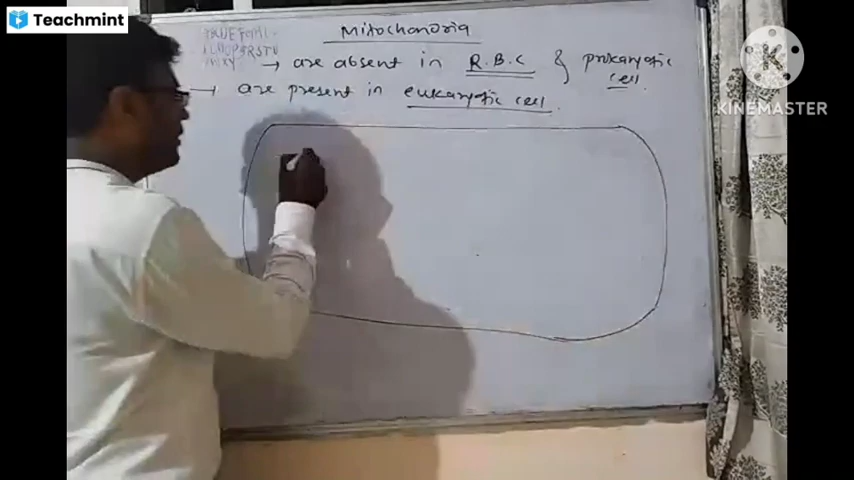 Teachmint
Mitochondria
→ are absent in R.B.C & prokaryotic
cell
→ are present in eukaryotic cell.
K
KINEMASTER